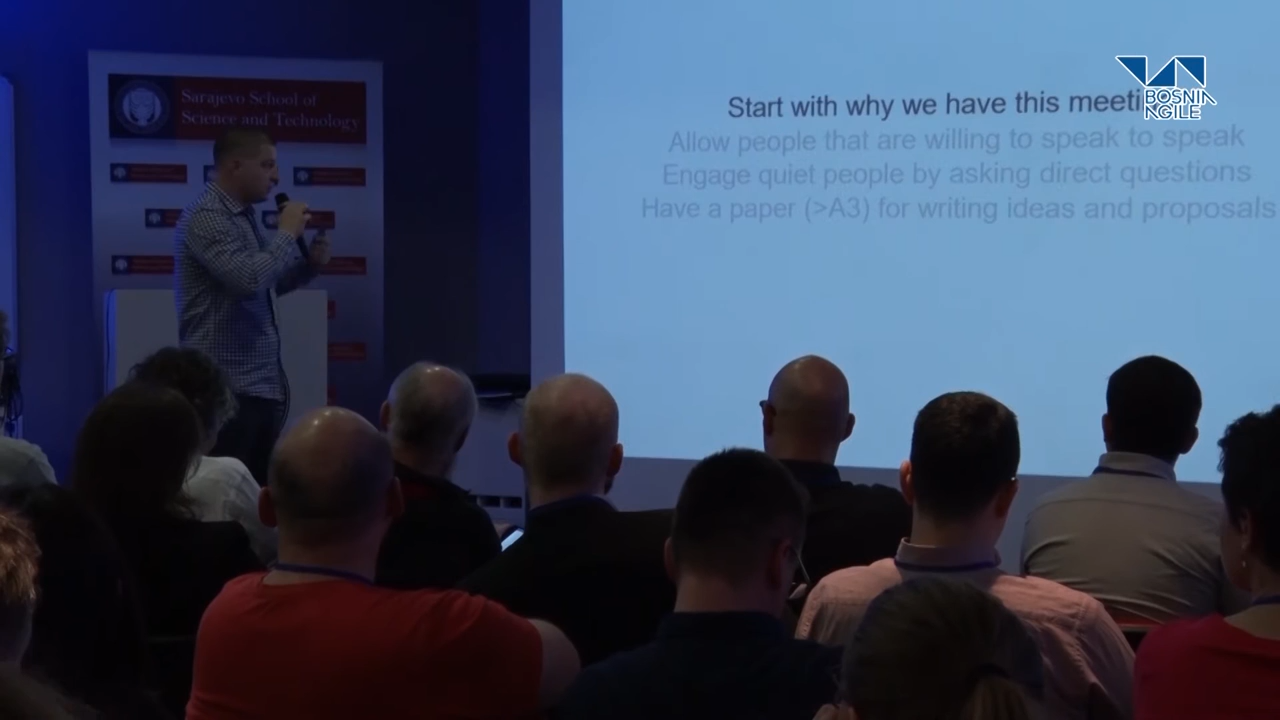 Sarajevo School of
Science and Technology
Start with why we have this meeti
Allow people that are willing to speak to speak
Engage quiet people by asking direct questions
Have a paper (>A3) for writing ideas and proposals
BOSNIA
AGILE